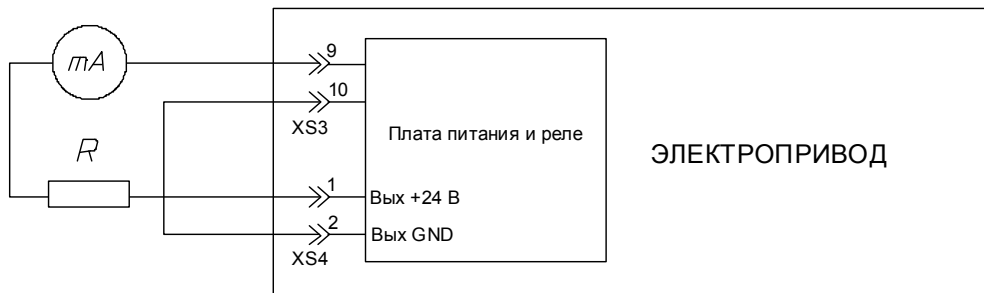 mA
9
10
XS3
Плата питания и реле
ЭЛЕКТРОПРИВОД
R
1
Вых +24 В
2
Вых GND
XS4